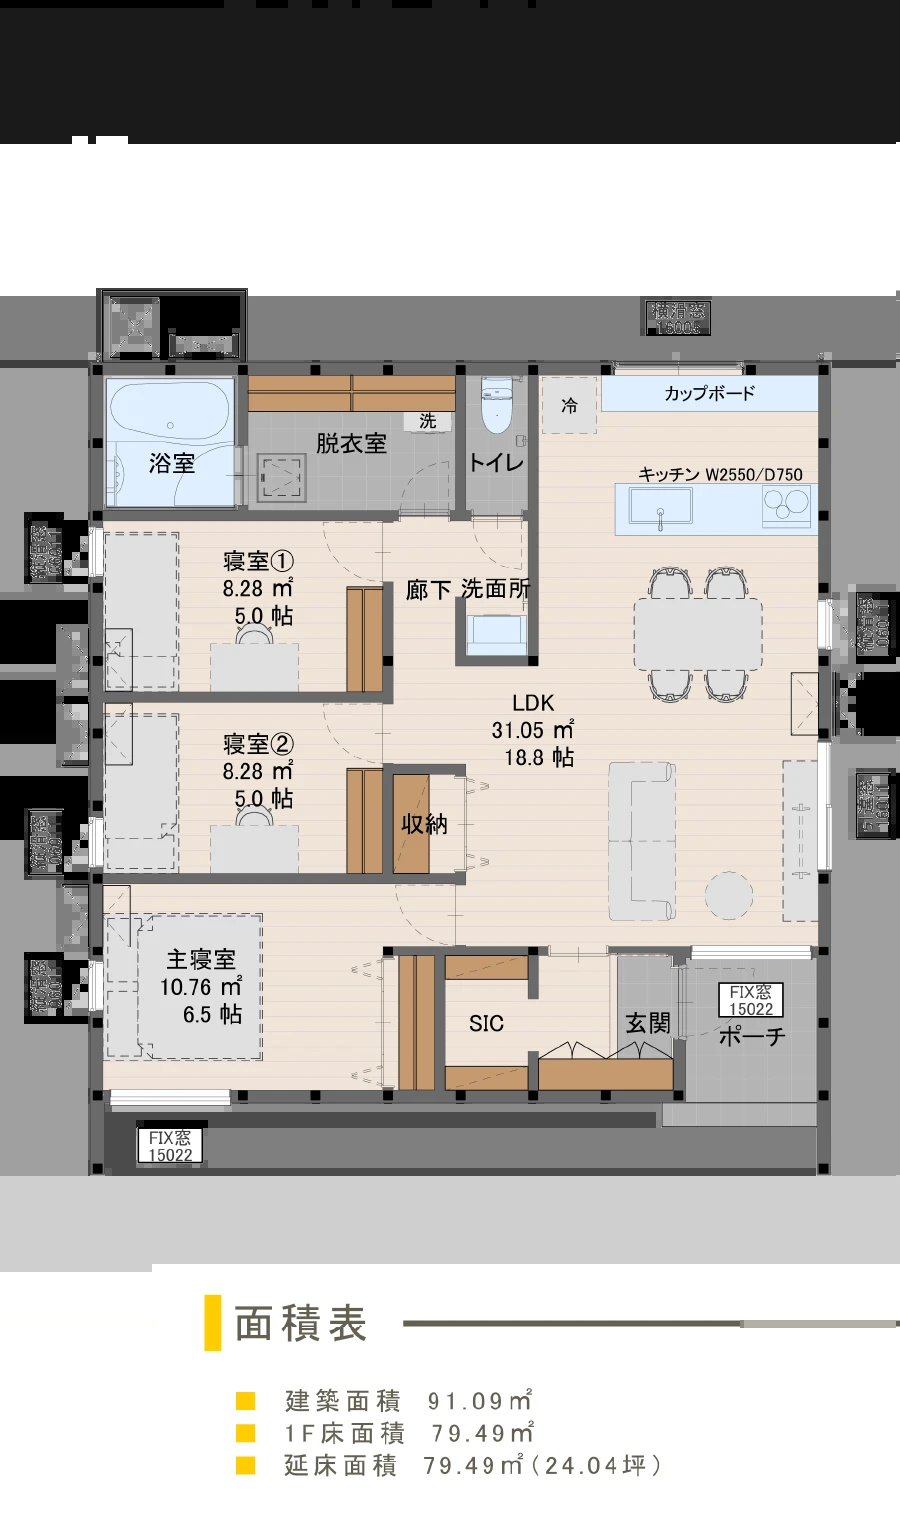 カップボード
冷
洗
脱衣室
浴室
トイレ
キッチン W2550/D750
寝室①
8.28 ㎡
5.0 帖
廊下
洗面所
LDK
31.05 ㎡
18.8 帖
寝室②
8.28 ㎡
5.0 帖
収納
主寝室
10.76 ㎡
6.5 帖
SIC
玄関
FIX窓
15022
ポーチ
FIX窓
15022
面積表
建築面積 91.09㎡
1F床面積 79.49㎡
延床面積 79.49㎡(24.04坪)